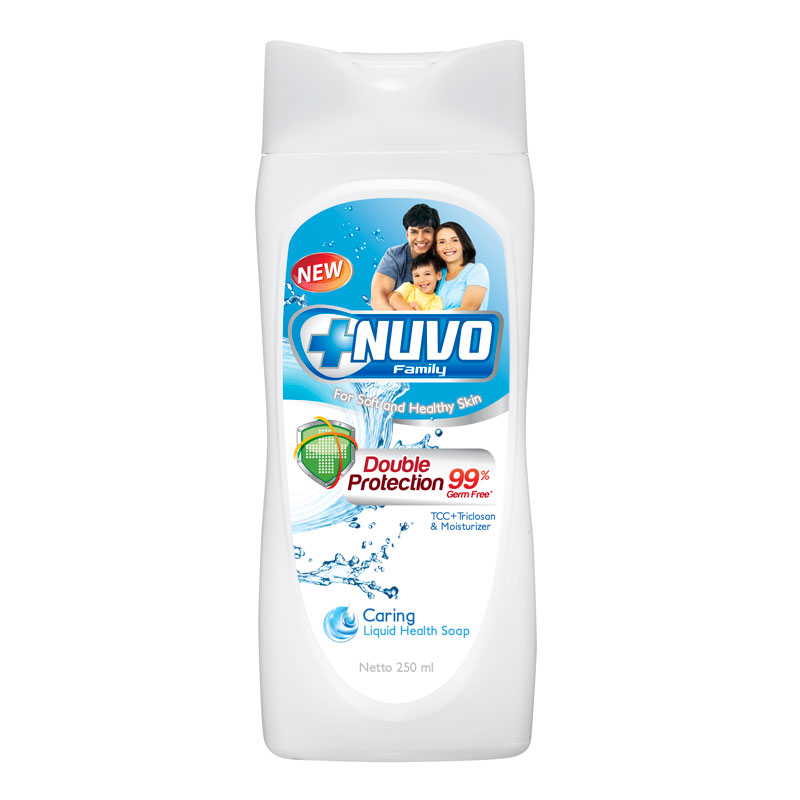 NEW
NUVO
Family
For Soft and Healthy Skin
Double
Protection 99%
Germ Free*
TCC+Triclosan
& Moisturizer
Caring
Liquid Health Soap
Netto 250 ml